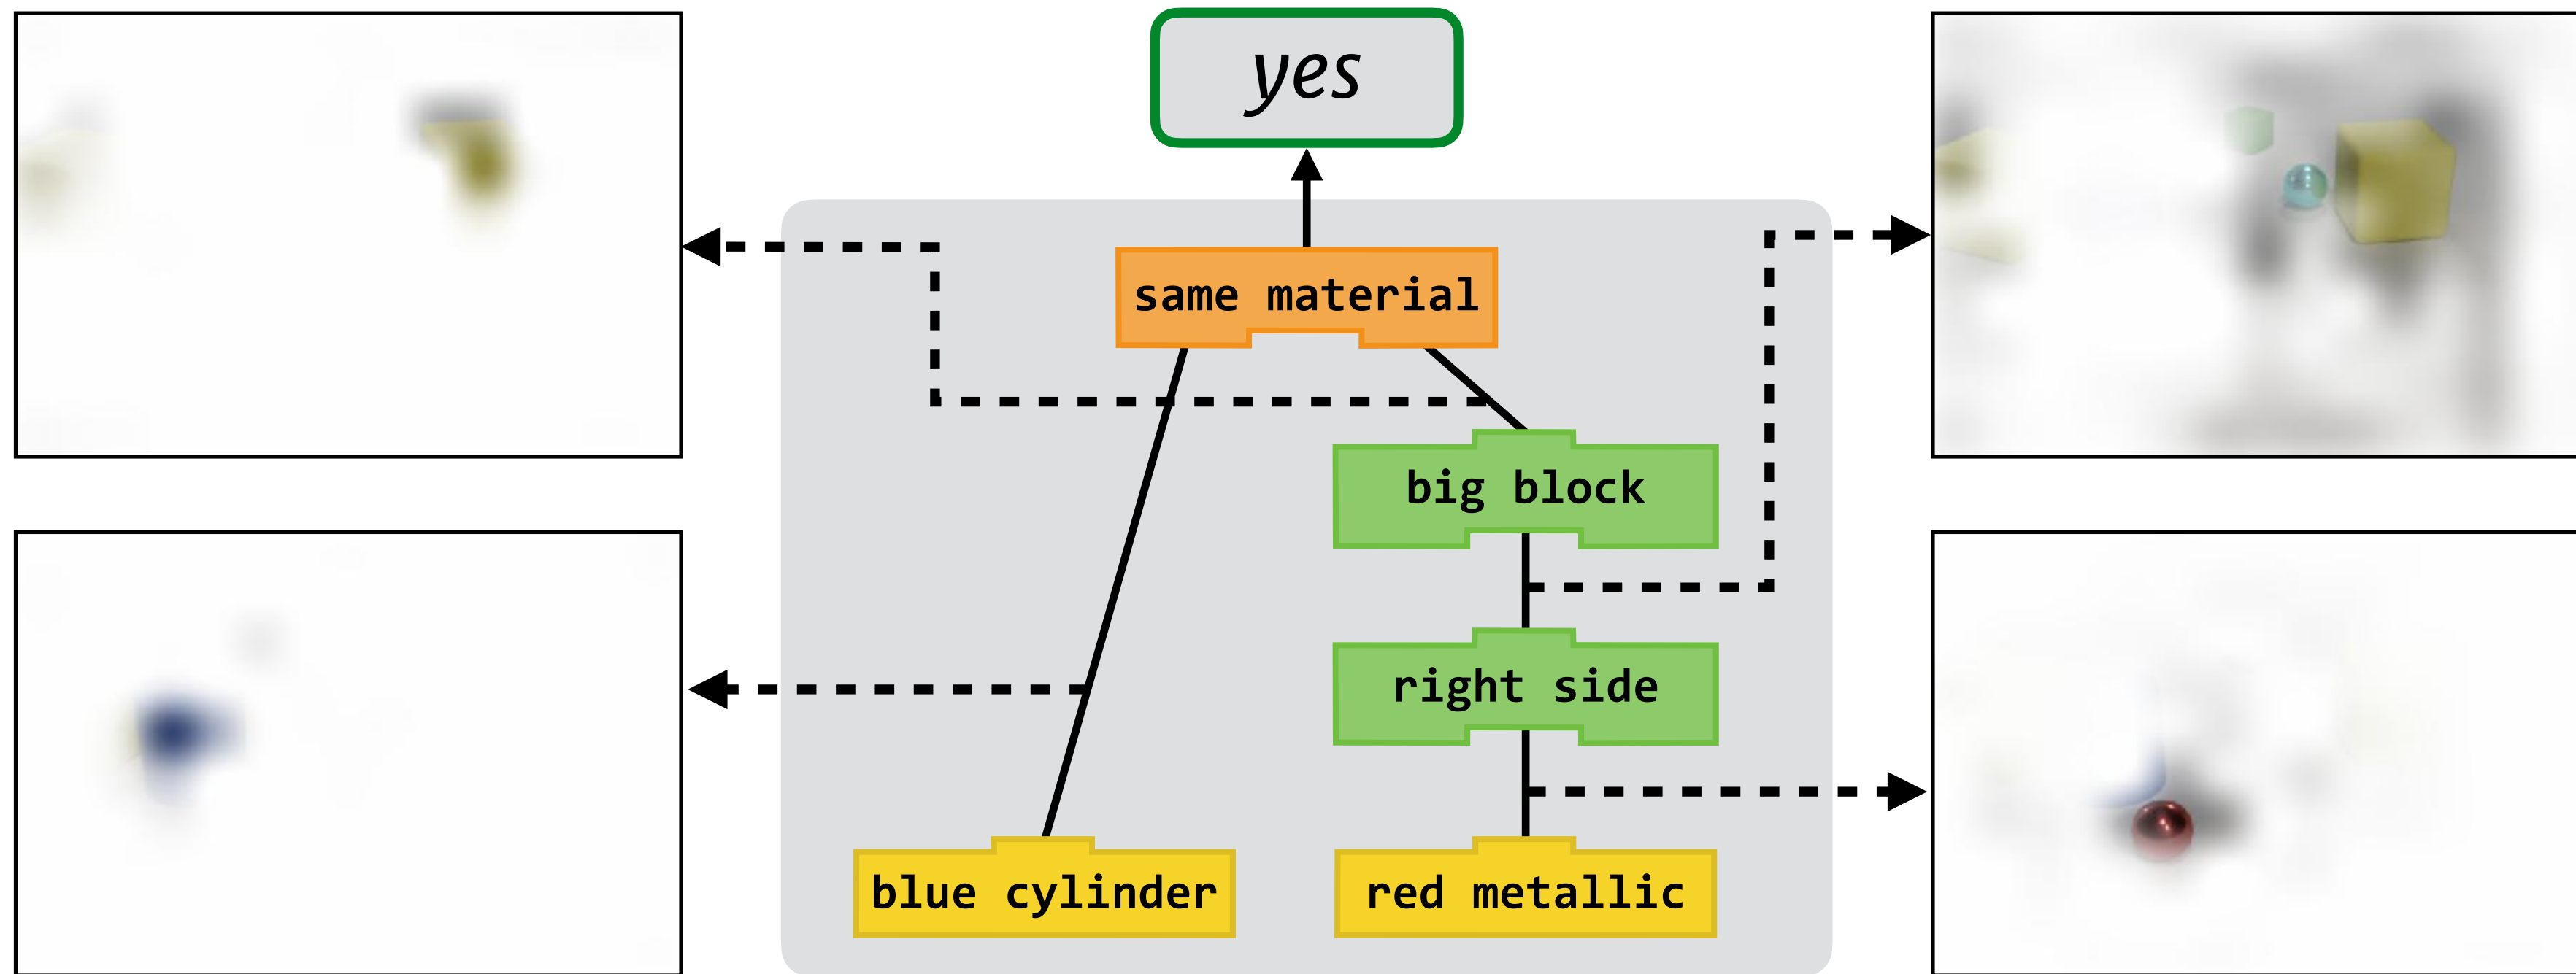 yes
same material
big block
right side
blue cylinder
red metallic